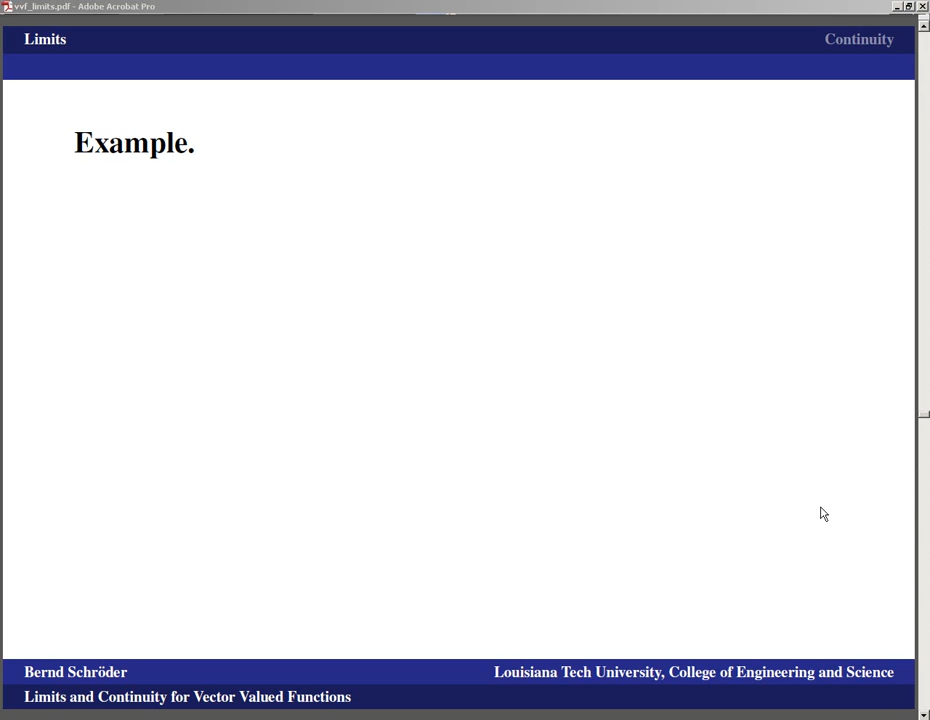 vvf_limits.pdf - Adobe Acrobat Pro
Limits
Continuity
Example.
Bernd Schröder
Louisiana Tech University, College of Engineering and Science
Limits and Continuity for Vector Valued Functions